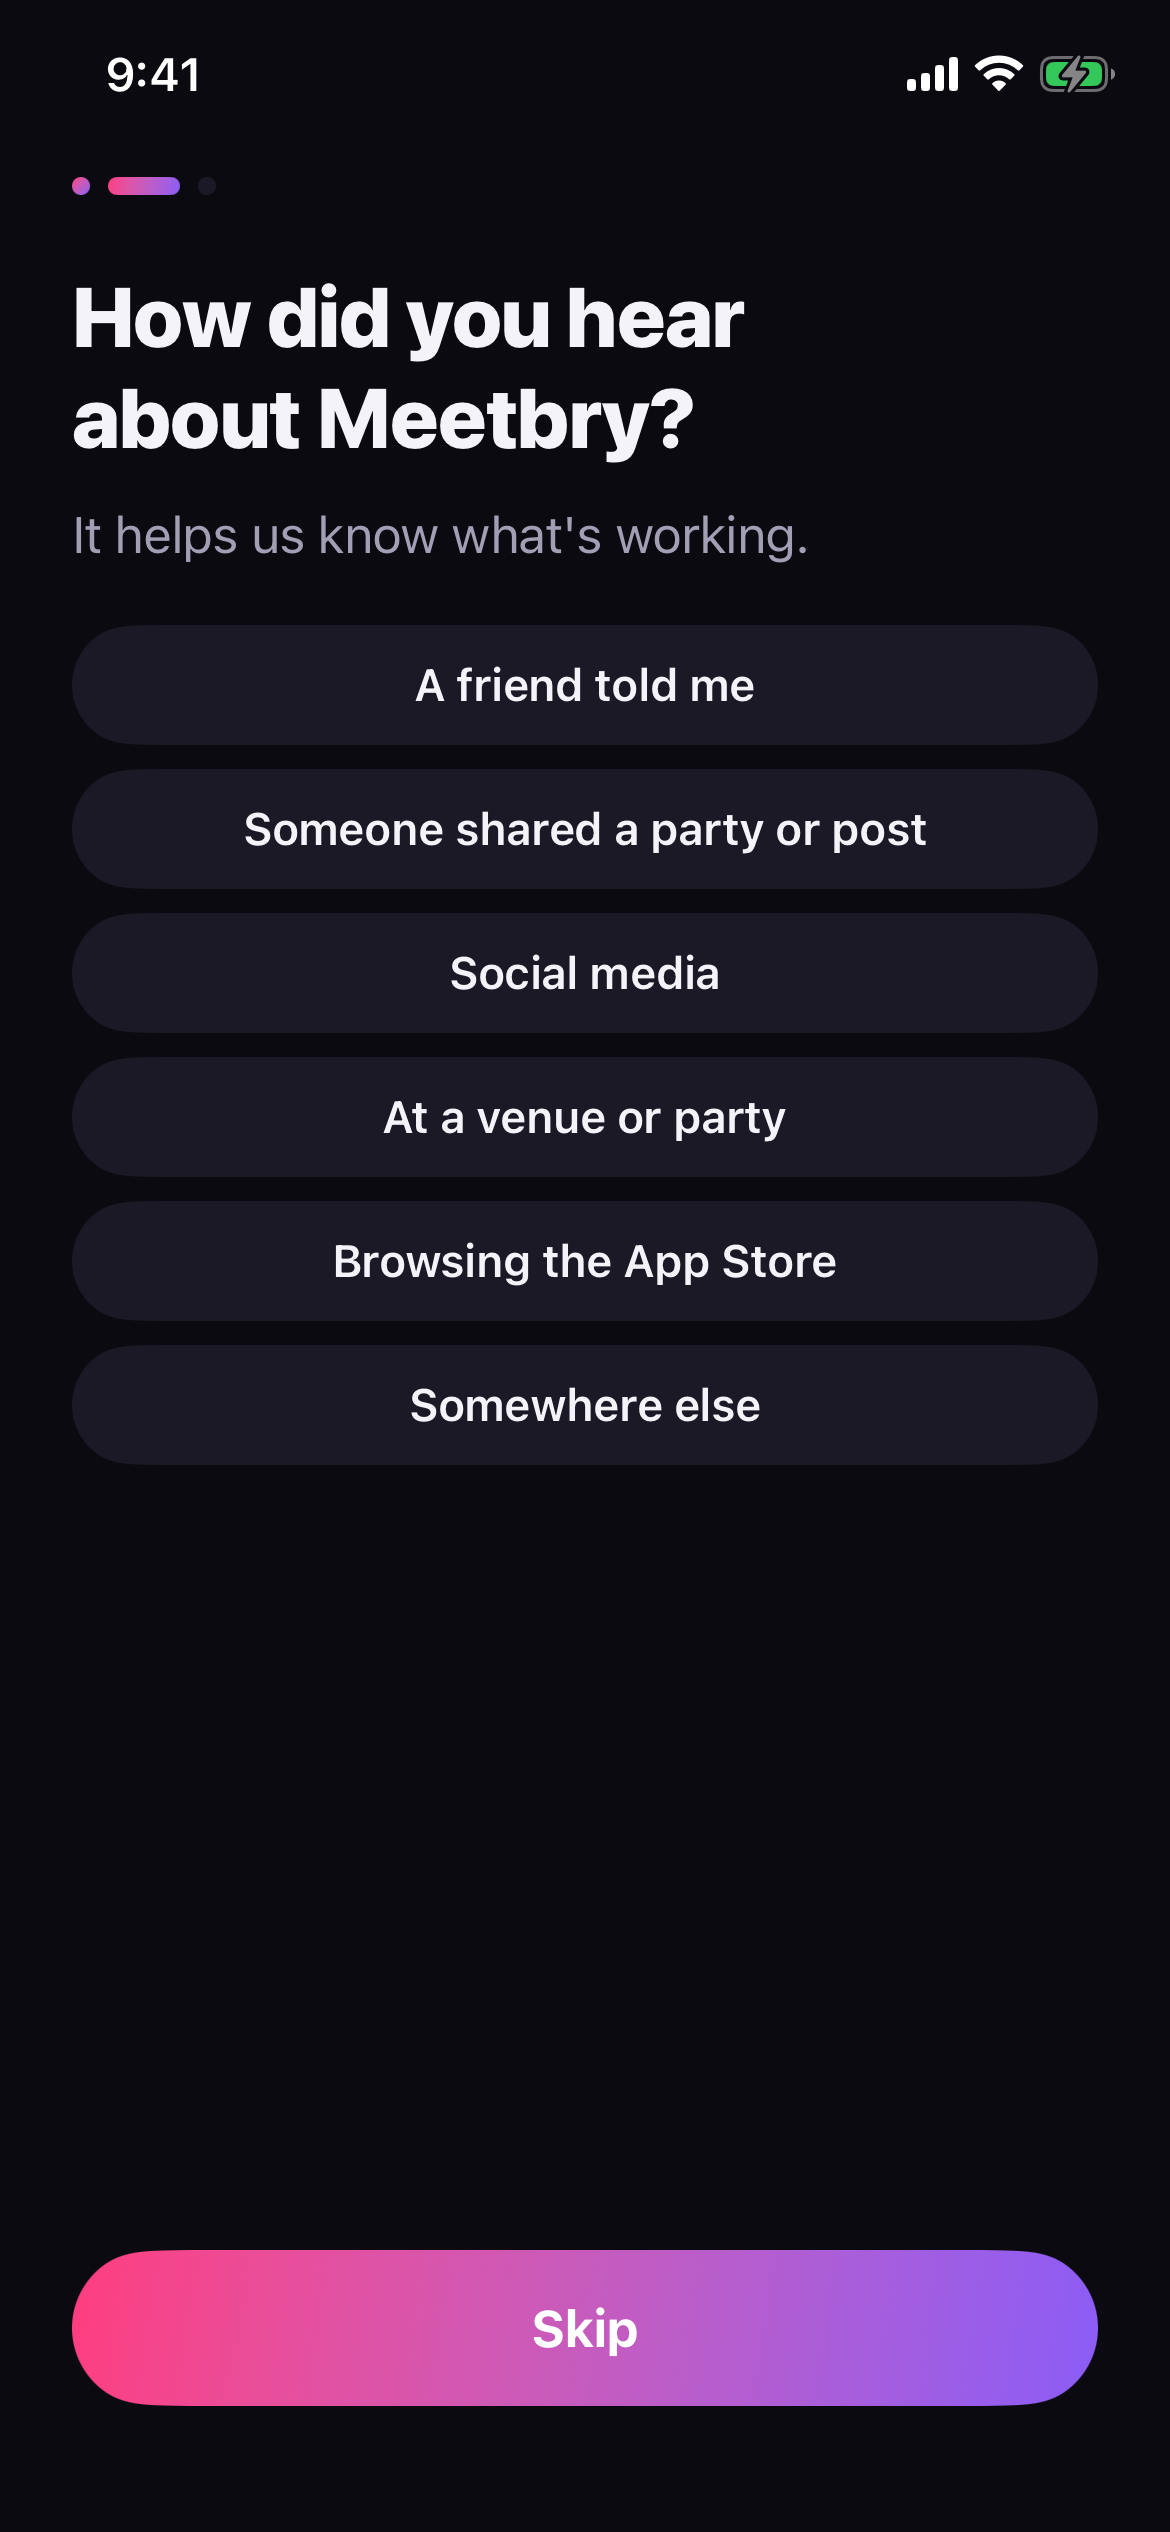 9:41
How did you hear
about Meetbry?
It helps us know what's working.
A friend told me
Someone shared a party or post
Social media
At a venue or party
Browsing the App Store
Somewhere else
Skip